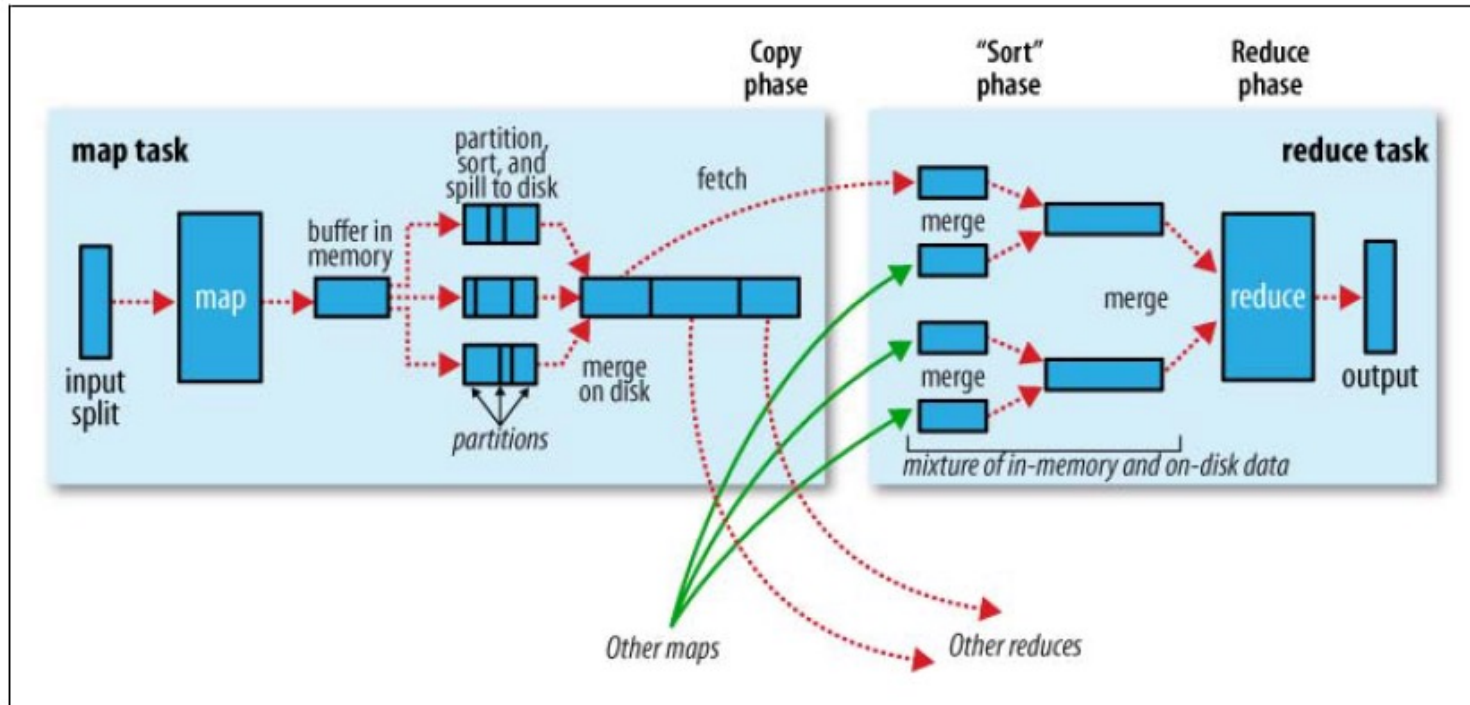 Copy
phase
“Sort”
phase
Reduce
phase
map task
partition,
sort, and
spill to disk
fetch
reduce task
buffer in
memory
merge
map
merge
reduce
input
split
merge
on disk
merge
output
partitions
mixture of in-memory and on-disk data
Other maps
Other reduces